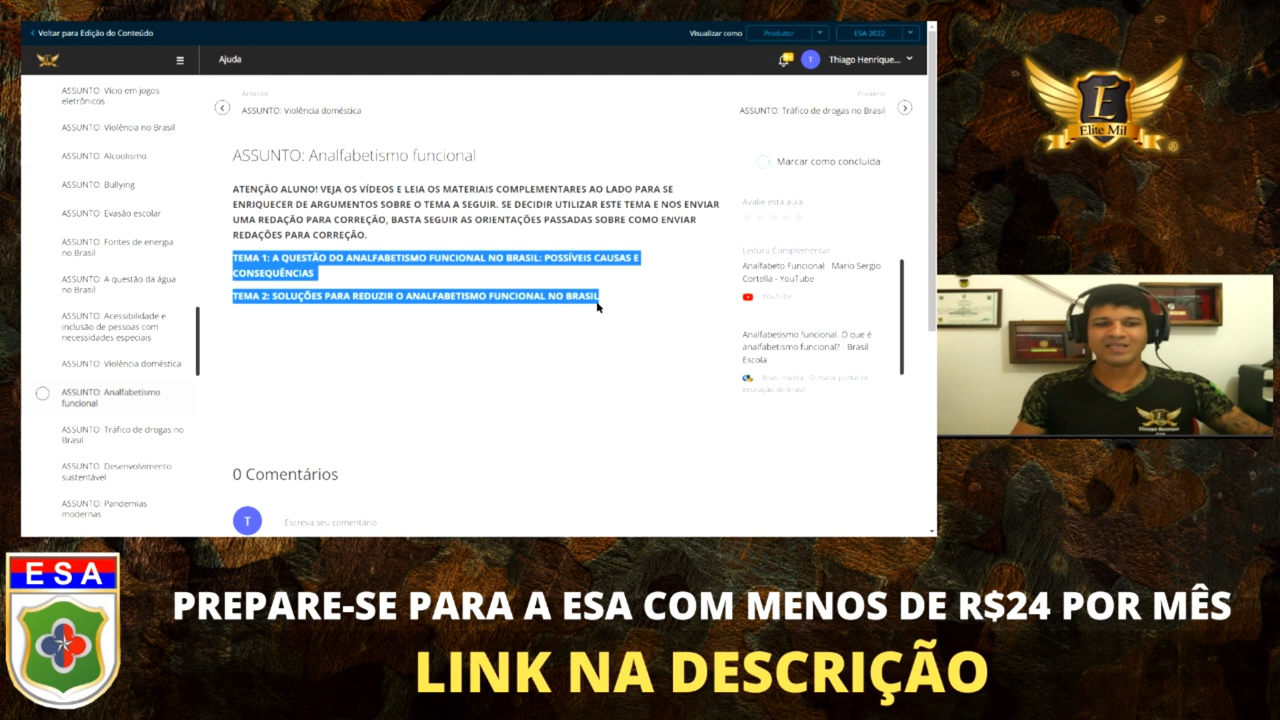 Voltar para Edição do Conteúdo
Visualizar como
Produtor
ESA 2022
Ajuda
T
Thiago Henrique...
ASSUNTO: Vício em jogos
eletrônicos
ASSUNTO: Violência no Brasil
ASSUNTO: Alcoolismo
ASSUNTO: Bullying
ASSUNTO: Evasão escolar
ASSUNTO: Fontes de energia
no Brasil
ASSUNTO: A questão da água
no Brasil
ASSUNTO: Acessibilidade e
inclusão de pessoas com
necessidades especiais
ASSUNTO: Violência doméstica
ASSUNTO: Analfabetismo
funcional
ASSUNTO: Tráfico de drogas no
Brasil
ASSUNTO: Desenvolvimento
sustentável
ASSUNTO: Pandemias
modernas
Anterior
ASSUNTO: Violência doméstica
Próximo
ASSUNTO: Tráfico de drogas no Brasil
ASSUNTO: Analfabetismo funcional
Marcar como concluída
ATENÇÃO ALUNO! VEJA OS VÍDEOS E LEIA OS MATERIAIS COMPLEMENTARES AO LADO PARA SE
ENRIQUECER DE ARGUMENTOS SOBRE O TEMA A SEGUIR. SE DECIDIR UTILIZAR ESTE TEMA E NOS ENVIAR
UMA REDAÇÃO PARA CORREÇÃO, BASTA SEGUIR AS ORIENTAÇÕES PASSADAS SOBRE COMO ENVIAR
REDAÇÕES PARA CORREÇÃO.
TEMA 1: A QUESTÃO DO ANALFABETISMO FUNCIONAL NO BRASIL: POSSÍVEIS CAUSAS E
CONSEQUÊNCIAS
TEMA 2: SOLUÇÕES PARA REDUZIR O ANALFABETISMO FUNCIONAL NO BRASIL
Avalie esta aula:
Leitura Complementar
Analfabeto Funcional - Mario Sergio
Cortella - YouTube
YouTube
Analfabetismo funcional. O que é
analfabetismo funcional? - Brasil
Escola
Brasil Escola - O maior portal de
educação do Brasil
0 Comentários
T
Escreva seu comentário
E
Elite Mil
®
ESA
PREPARE-SE PARA A ESA COM MENOS DE R$24 POR MÊS
LINK NA DESCRIÇÃO